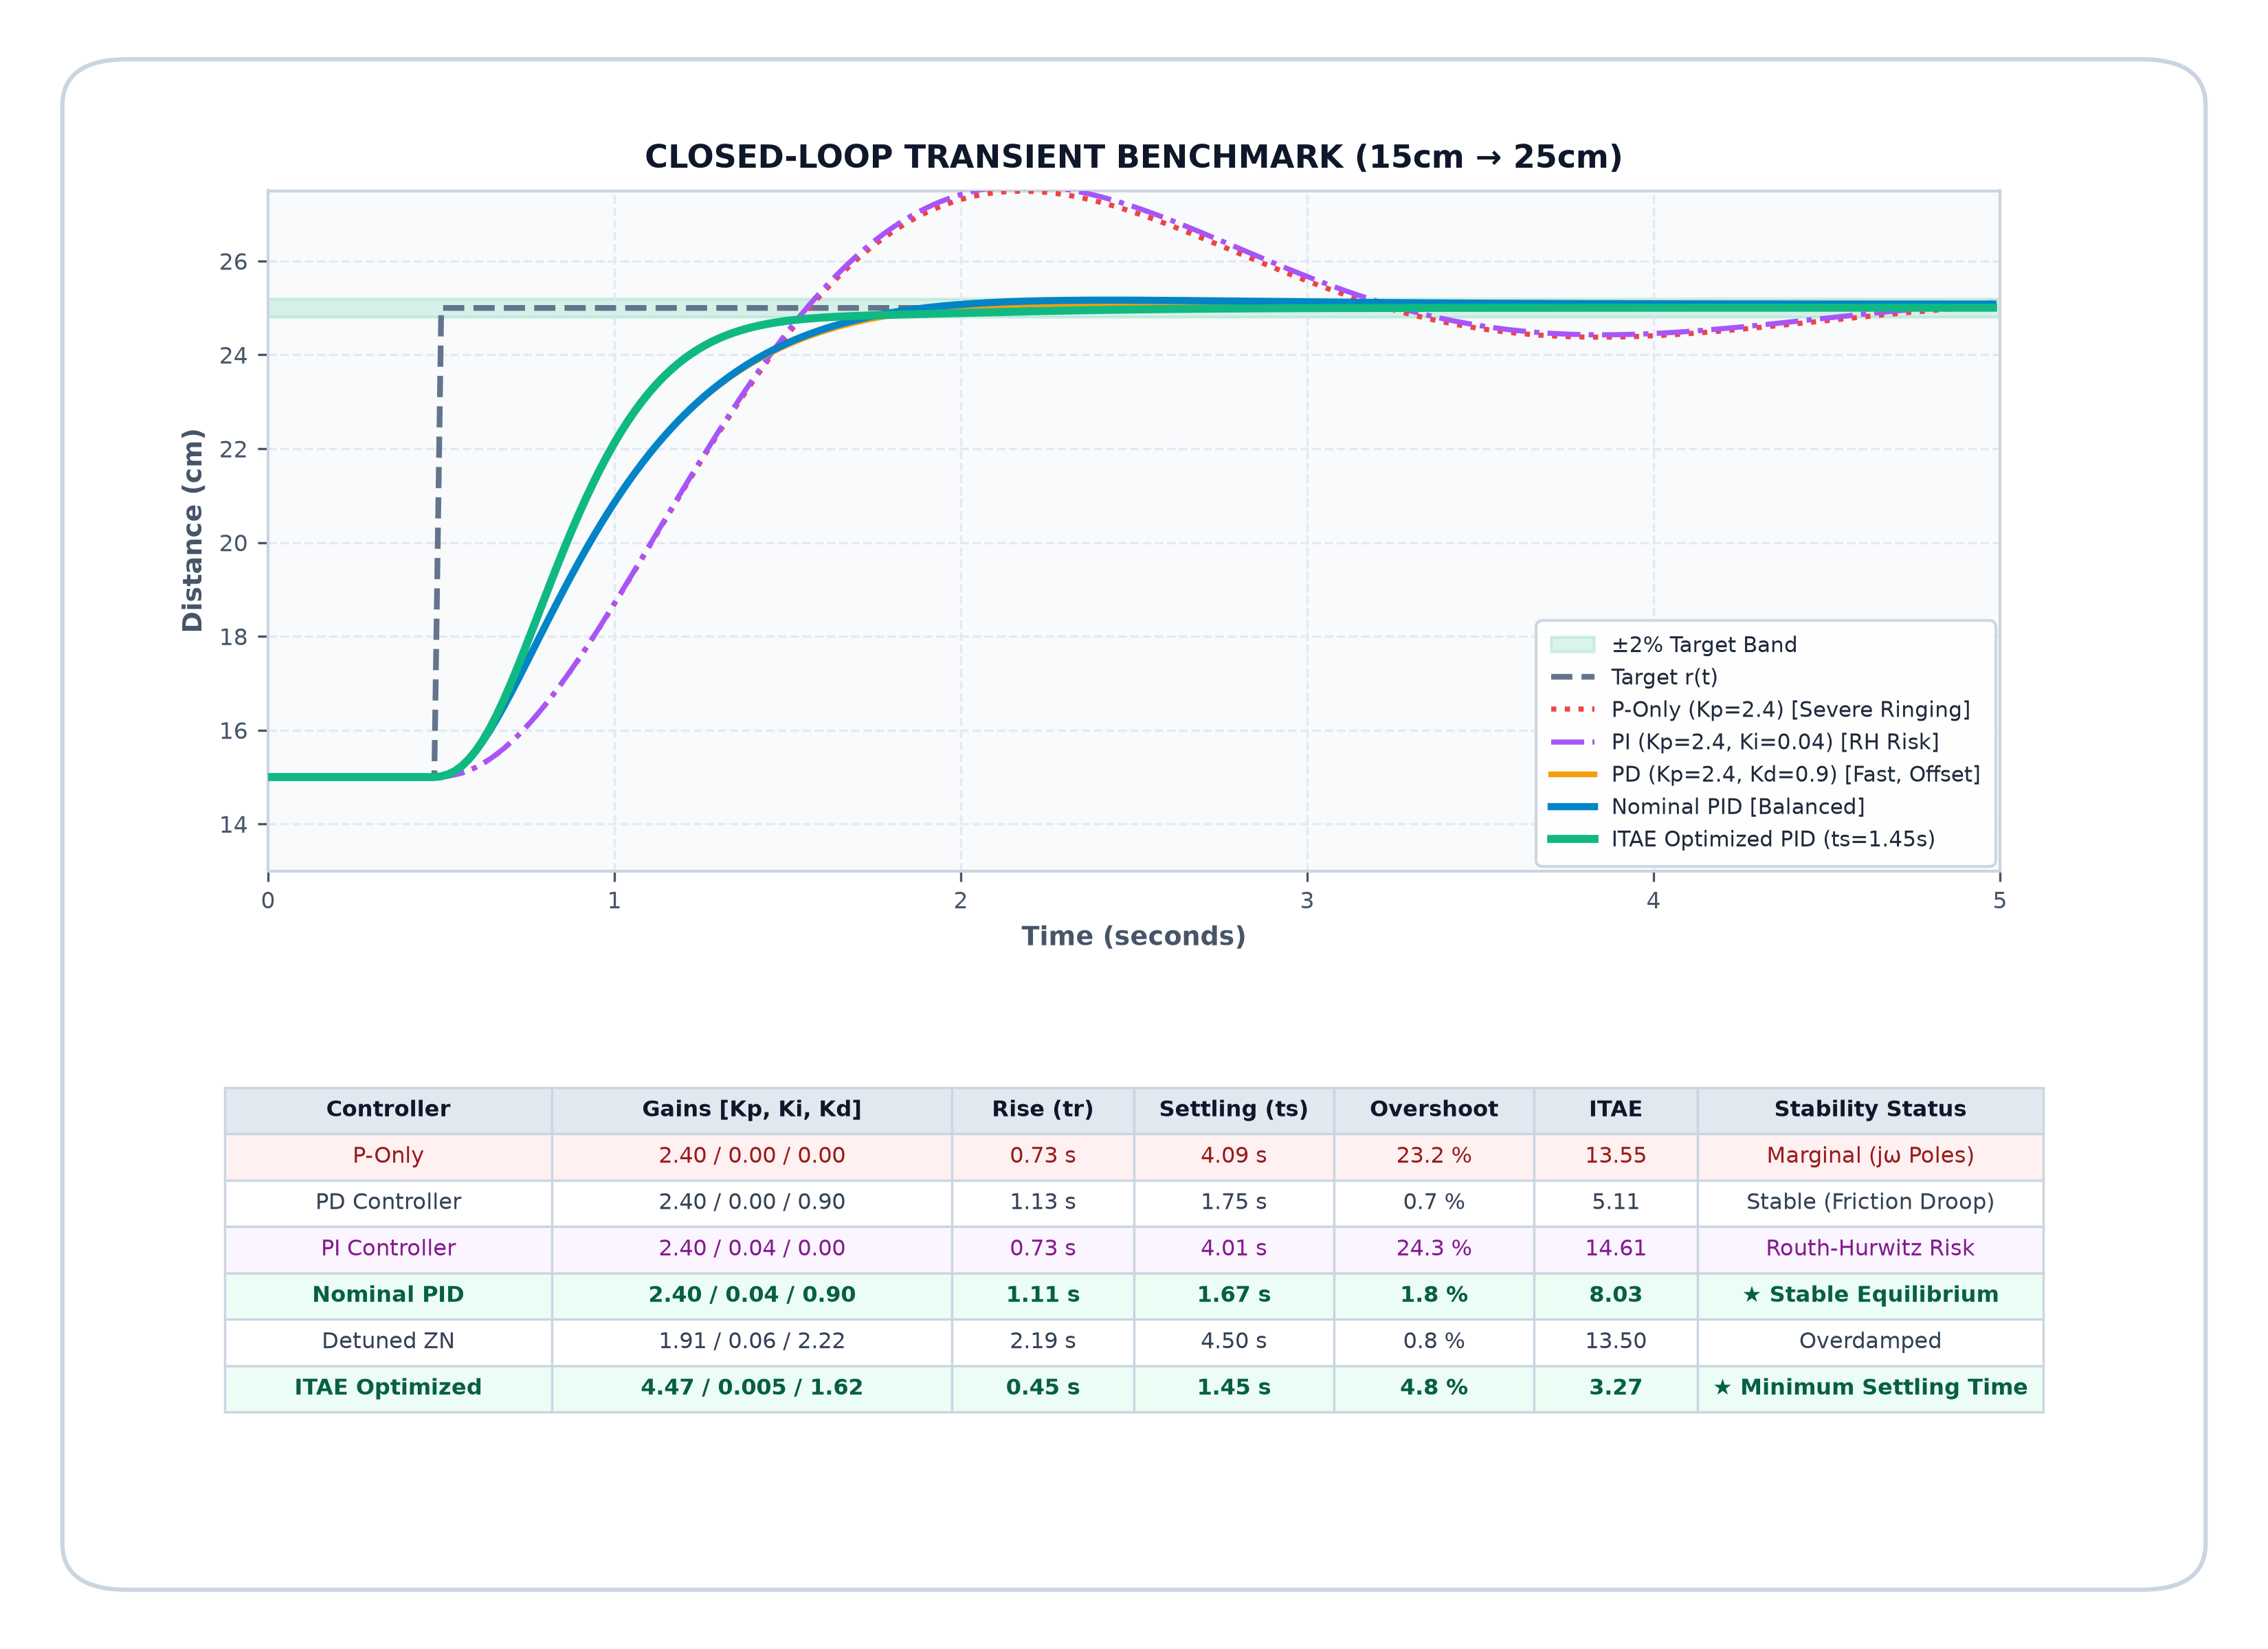 CLOSED-LOOP TRANSIENT BENCHMARK (15cm → 25cm)
Distance (cm)
26
24
22
20
18
16
14
±2% Target Band
Target r(t)
P-Only (Kp=2.4) [Severe Ringing]
PI (Kp=2.4, Ki=0.04) [RH Risk]
PD (Kp=2.4, Kd=0.9) [Fast, Offset]
Nominal PID [Balanced]
ITAE Optimized PID (ts=1.45s)
0 1 2 3 4 5
Time (seconds)
Controller Gains [Kp, Ki, Kd] Rise (tr) Settling (ts) Overshoot ITAE Stability Status
P-Only 2.40 / 0.00 / 0.00 0.73 s 4.09 s 23.2 % 13.55 Marginal (jω Poles)
PD Controller 2.40 / 0.00 / 0.90 1.13 s 1.75 s 0.7 % 5.11 Stable (Friction Droop)
PI Controller 2.40 / 0.04 / 0.00 0.73 s 4.01 s 24.3 % 14.61 Routh-Hurwitz Risk
Nominal PID 2.40 / 0.04 / 0.90 1.11 s 1.67 s 1.8 % 8.03 ★ Stable Equilibrium
Detuned ZN 1.91 / 0.06 / 2.22 2.19 s 4.50 s 0.8 % 13.50 Overdamped
ITAE Optimized 4.47 / 0.005 / 1.62 0.45 s 1.45 s 4.8 % 3.27 ★ Minimum Settling Time